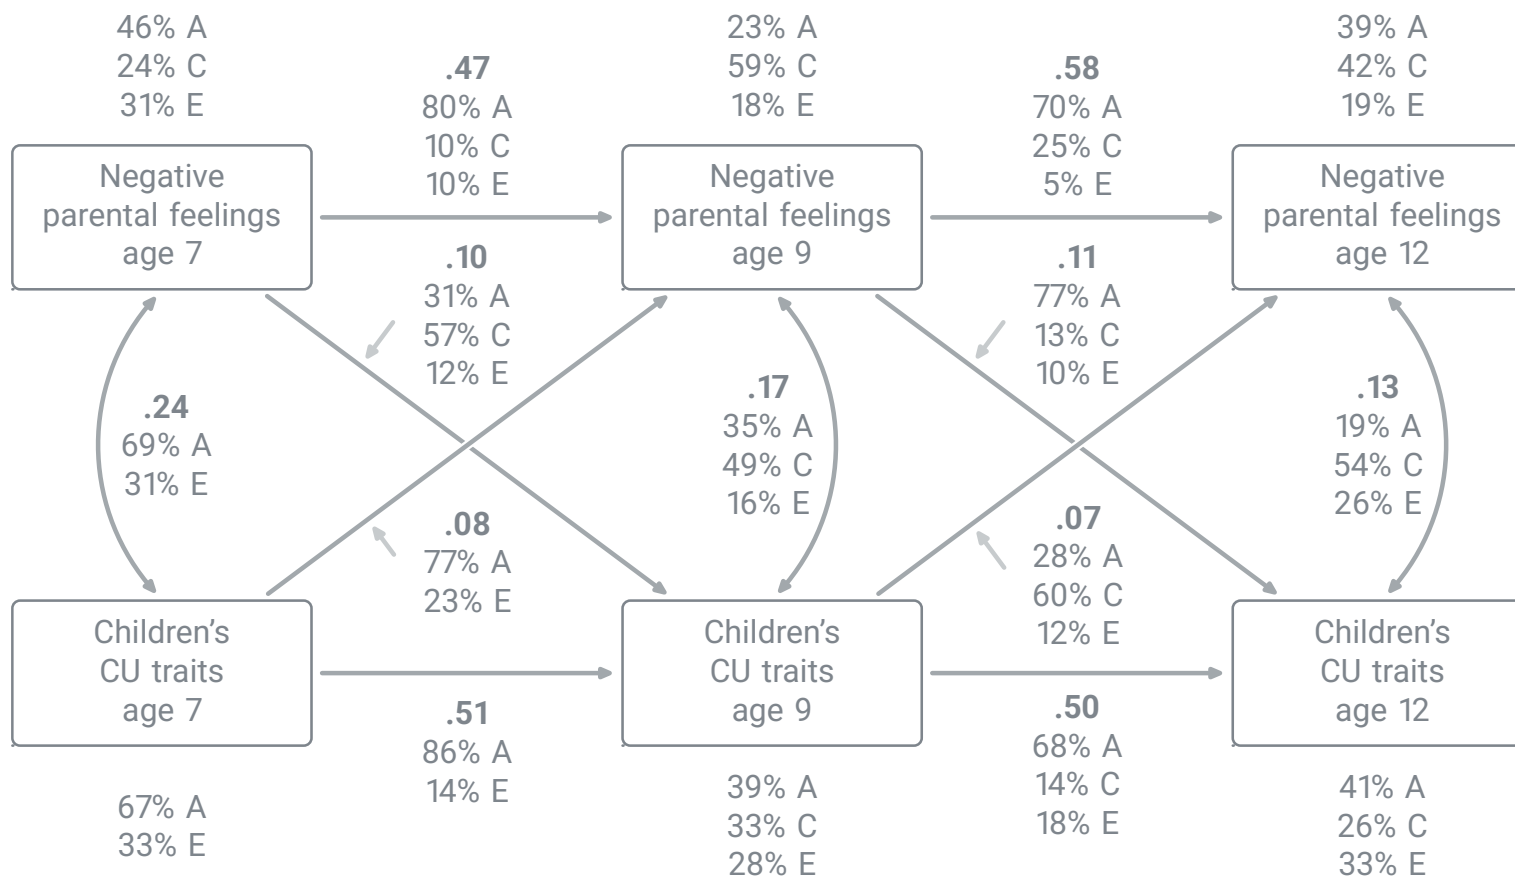 46% A
24% C
31% E
.47
80% A
10% C
10% E
23% A
59% C
18% E
.58
70% A
25% C
5% E
39% A
42% C
19% E
Negative
parental feelings
age 7
Negative
parental feelings
age 9
Negative
parental feelings
age 12
.10
31% A
57% C
12% E
.11
77% A
13% C
10% E
.24
69% A
31% E
.17
35% A
49% C
16% E
.13
19% A
54% C
26% E
.08
77% A
23% E
.07
28% A
60% C
12% E
Children’s
CU traits
age 7
Children’s
CU traits
age 9
Children’s
CU traits
age 12
.51
86% A
14% E
.50
68% A
14% C
18% E
67% A
33% E
39% A
33% C
28% E
41% A
26% C
33% E